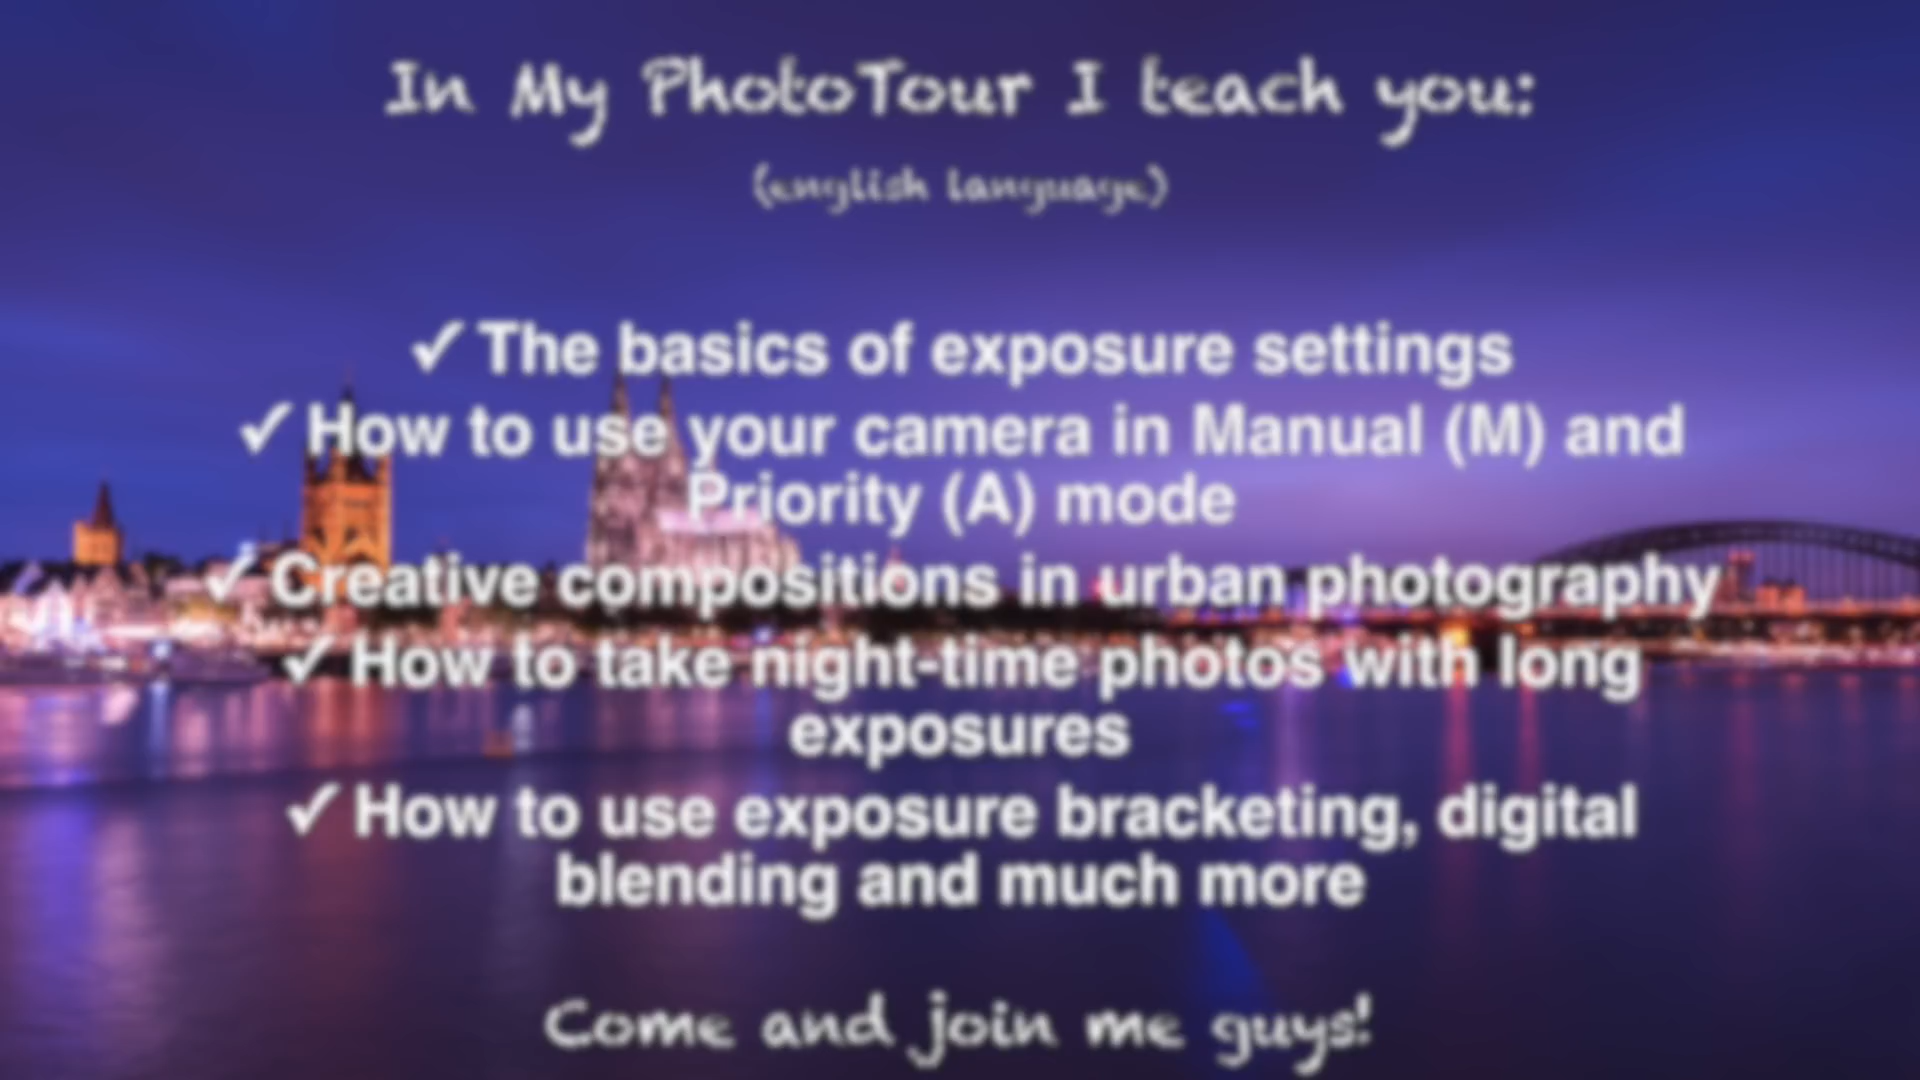 In My PhotoTour I teach you:
(english language)
✓ The basics of exposure settings
✓ How to use your camera in Manual (M) and
Priority (A) mode
✓ Creative compositions in urban photography
✓ How to take night-time photos with long
exposures
✓ How to use exposure bracketing, digital
blending and much more
Come and join me guys!